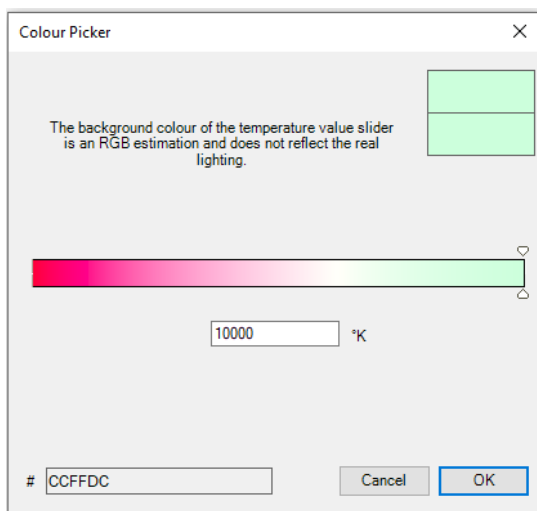 Colour Picker
The background colour of the temperature value slider
is an RGB estimation and does not reflect the real
lighting.
10000 °K
# CCFFDC Cancel OK